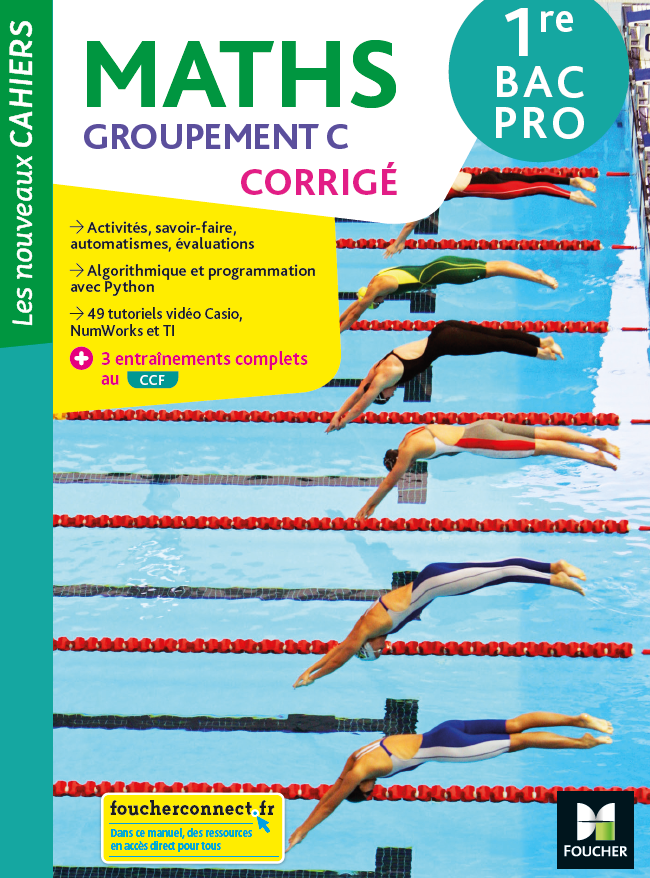 Les nouveaux CAHIERS
MATHS
GROUPEMENT C
CORRIGÉ
1re
BAC
PRO
→ Activités, savoir-faire,
automatismes, évaluations
→ Algorithmique et programmation
avec Python
→ 49 tutoriels vidéo Casio,
NumWorks et TI
+ 3 entraînements complets
au CCF
foucherconnect.fr
Dans ce manuel, des ressources
en accès direct pour tous
FOUCHER